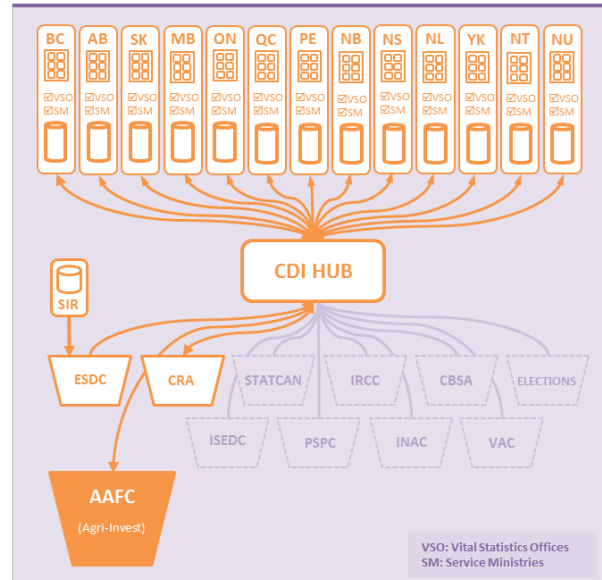 BC AB SK MB ON QC PE NB NS NL YK NT NU
☑VSO ☑VSO ☑VSO ☑VSO ☑VSO ☑VSO ☑VSO ☑VSO ☑VSO ☑VSO ☑VSO ☑VSO ☑VSO
☑SM ☑SM ☑SM ☑SM ☑SM ☑SM ☑SM ☑SM ☑SM ☑SM ☑SM ☑SM ☑SM
CDI HUB
SIR
ESDC CRA STATCAN IRCC CBSA ELECTIONS
ISEDC PSPC INAC VAC
AAFC
(Agri-Invest)
VSO: Vital Statistics Offices
SM: Service Ministries